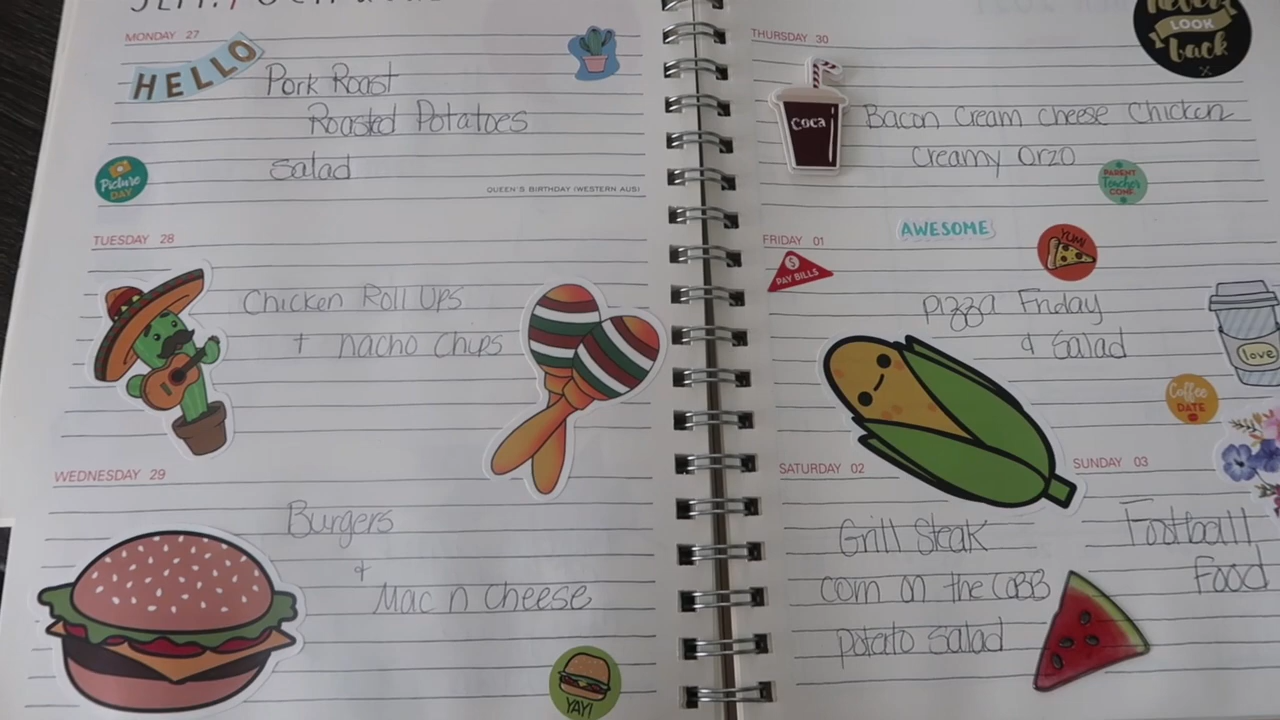 MONDAY 27
HELLO
Pork Roast
Roasted Potatoes
Salad
Picture
DAY
QUEEN'S BIRTHDAY (WESTERN AUS)
TUESDAY 28
Chicken Roll Ups
+ nacho Chips
WEDNESDAY 29
Burgers
+
Mac n Cheese
YAY!
THURSDAY 30
never
LOOK
back
Coca
Bacon Cream cheese Chicken
Creamy Orzo
PARENT
Teacher
CONF
AWESOME
FRIDAY 01
YUM!
$
PAY BILLS
Pizza Friday
& Salad
love
Coffee
DATE
SATURDAY 02
Grill Steak
corn on the CoBB
potato salad
SUNDAY 03
Football
Food